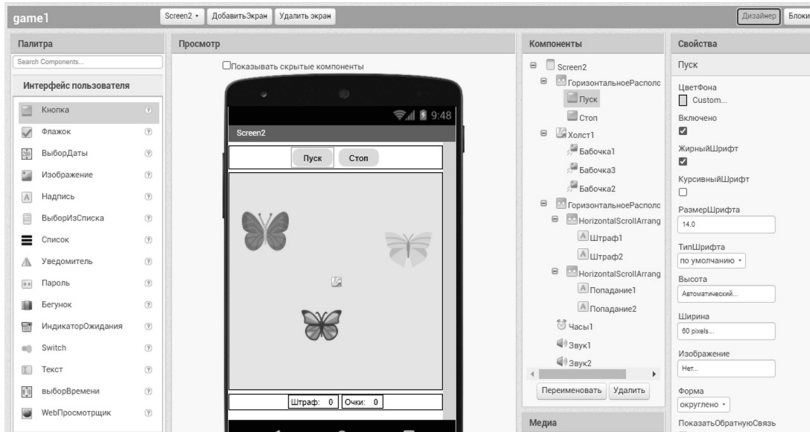 game1
Screen2 ДобавитьЭкран Удалить экран Дизайнер Блоки
Палитра
Search Components...
Интерфейс пользователя
Кнопка
Флажок
ВыборДаты
Изображение
Надпись
ВыборИзСписка
Список
Уведомитель
Пароль
Бегунок
ИндикаторОжидания
Switch
Текст
выборВремени
WebПросмотрщик
Просмотр
Показывать скрытые компоненты
9:48
Screen2
Пуск Стоп
Штраф: 0 Очки: 0
Компоненты
Screen2
ГоризонтальноеРасполс
Пуск
Стоп
Холст1
Бабочка1
Бабочка3
Бабочка2
ГоризонтальноеРасполс
HorizontalScrollArrang
Штраф1
Штраф2
HorizontalScrollArrang
Попадание1
Попадание2
Часы1
Звук1
Звук2
Переименовать Удалить
Медиа
Свойства
Пуск
ЦветФона
Custom...
Включено
ЖирныйШрифт
КурсивныйШрифт
РазмерШрифта
14.0
ТипШрифта
по умолчанию
Высота
Автоматический...
Ширина
60 pixels...
Изображение
Нет...
Форма
округлено
ПоказатьОбратнуюСвязь